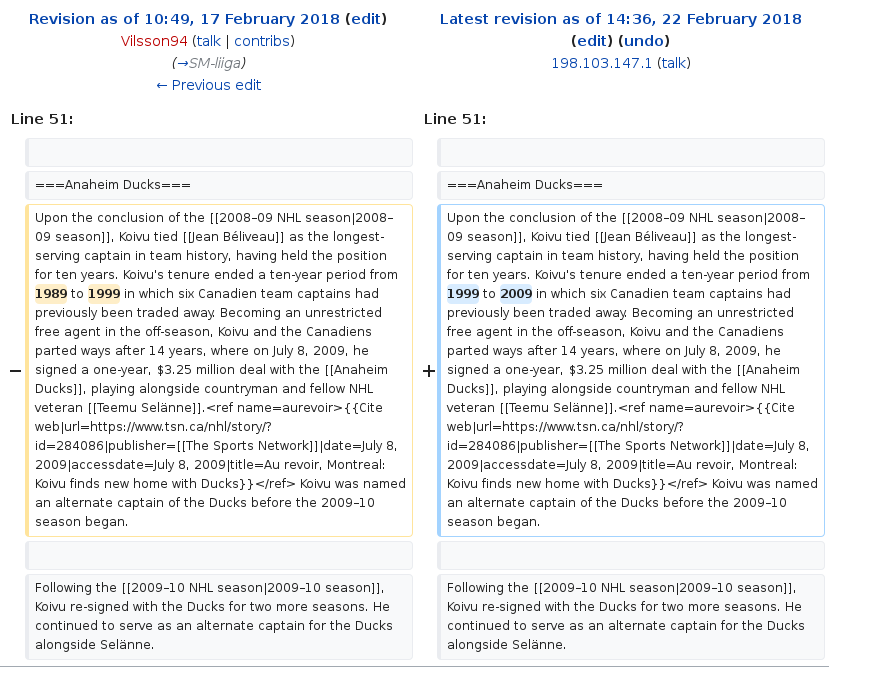 Revision as of 10:49, 17 February 2018 (edit)
Vilsson94 (talk | contribs)
(→SM-liiga)
← Previous edit
Latest revision as of 14:36, 22 February 2018
(edit) (undo)
198.103.147.1 (talk)
Line 51:
Line 51:
===Anaheim Ducks===
===Anaheim Ducks===
−
Upon the conclusion of the [[2008–09 NHL season|2008–
09 season]], Koivu tied [[Jean Béliveau]] as the longest-
serving captain in team history, having held the position
for ten years. Koivu's tenure ended a ten-year period from
1989 to 1999 in which six Canadien team captains had
previously been traded away. Becoming an unrestricted
free agent in the off-season, Koivu and the Canadiens
parted ways after 14 years, where on July 8, 2009, he
signed a one-year, $3.25 million deal with the [[Anaheim
Ducks]], playing alongside countryman and fellow NHL
veteran [[Teemu Selänne]].<ref name=aurevoir>{{Cite
web|url=https://www.tsn.ca/nhl/story/?
id=284086|publisher=[[The Sports Network]]|date=July 8,
2009|accessdate=July 8, 2009|title=Au revoir, Montreal:
Koivu finds new home with Ducks}}</ref> Koivu was named
an alternate captain of the Ducks before the 2009–10
season began.
+
Upon the conclusion of the [[2008–09 NHL season|2008–
09 season]], Koivu tied [[Jean Béliveau]] as the longest-
serving captain in team history, having held the position
for ten years. Koivu's tenure ended a ten-year period from
1999 to 2009 in which six Canadien team captains had
previously been traded away. Becoming an unrestricted
free agent in the off-season, Koivu and the Canadiens
parted ways after 14 years, where on July 8, 2009, he
signed a one-year, $3.25 million deal with the [[Anaheim
Ducks]], playing alongside countryman and fellow NHL
veteran [[Teemu Selänne]].<ref name=aurevoir>{{Cite
web|url=https://www.tsn.ca/nhl/story/?
id=284086|publisher=[[The Sports Network]]|date=July 8,
2009|accessdate=July 8, 2009|title=Au revoir, Montreal:
Koivu finds new home with Ducks}}</ref> Koivu was named
an alternate captain of the Ducks before the 2009–10
season began.
Following the [[2009–10 NHL season|2009–10 season]],
Koivu re-signed with the Ducks for two more seasons. He
continued to serve as an alternate captain for the Ducks
alongside Selänne.
Following the [[2009–10 NHL season|2009–10 season]],
Koivu re-signed with the Ducks for two more seasons. He
continued to serve as an alternate captain for the Ducks
alongside Selänne.